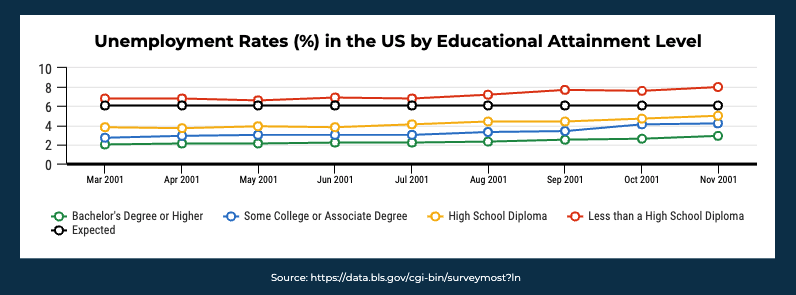 Unemployment Rates (%) in the US by Educational Attainment Level
10
8
6
4
2
0
Mar 2001 Apr 2001 May 2001 Jun 2001 Jul 2001 Aug 2001 Sep 2001 Oct 2001 Nov 2001
Bachelor's Degree or Higher Some College or Associate Degree High School Diploma Less than a High School Diploma
Expected
Source: https://data.bls.gov/cgi-bin/surveymost?ln